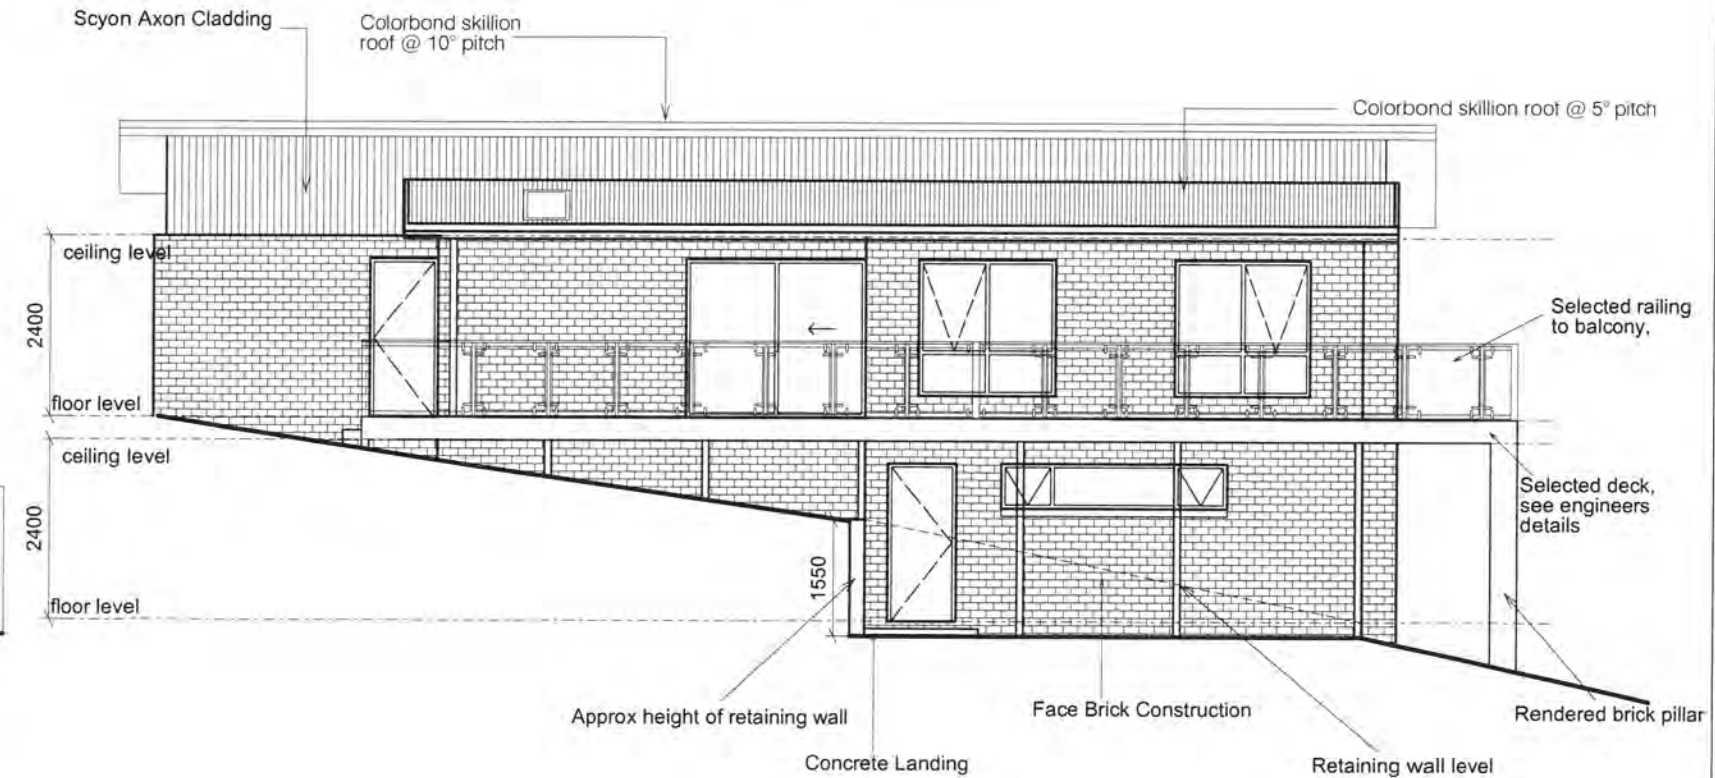 Scyon Axon Cladding
Colorbond skillion
roof @ 10° pitch
Colorbond skillion roof @ 5° pitch
ceiling level
2400
floor level
ceiling level
2400
floor level
1550
Selected railing
to balcony,
Selected deck,
see engineers
details
Approx height of retaining wall
Concrete Landing
Face Brick Construction
Retaining wall level
Rendered brick pillar